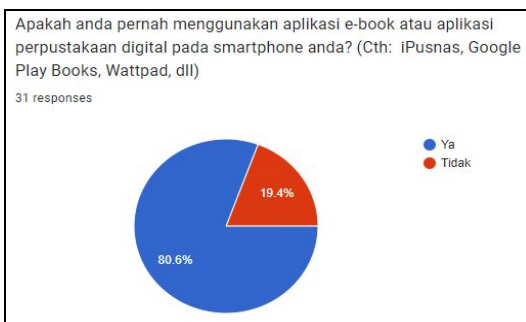 Apakah anda pernah menggunakan aplikasi e-book atau aplikasi
perpustakaan digital pada smartphone anda? (Cth: iPusnas, Google
Play Books, Wattpad, dll)
31 responses
Ya
Tidak
19.4%
80.6%